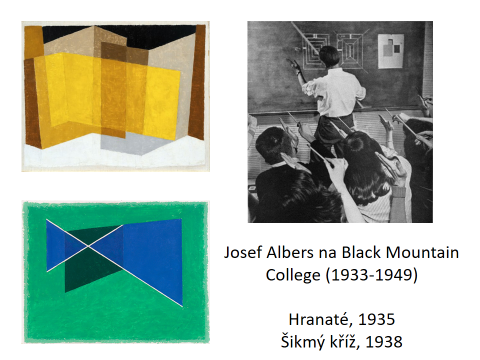 Josef Albers na Black Mountain
College (1933-1949)
Hranaté, 1935
Šikmý kříž, 1938